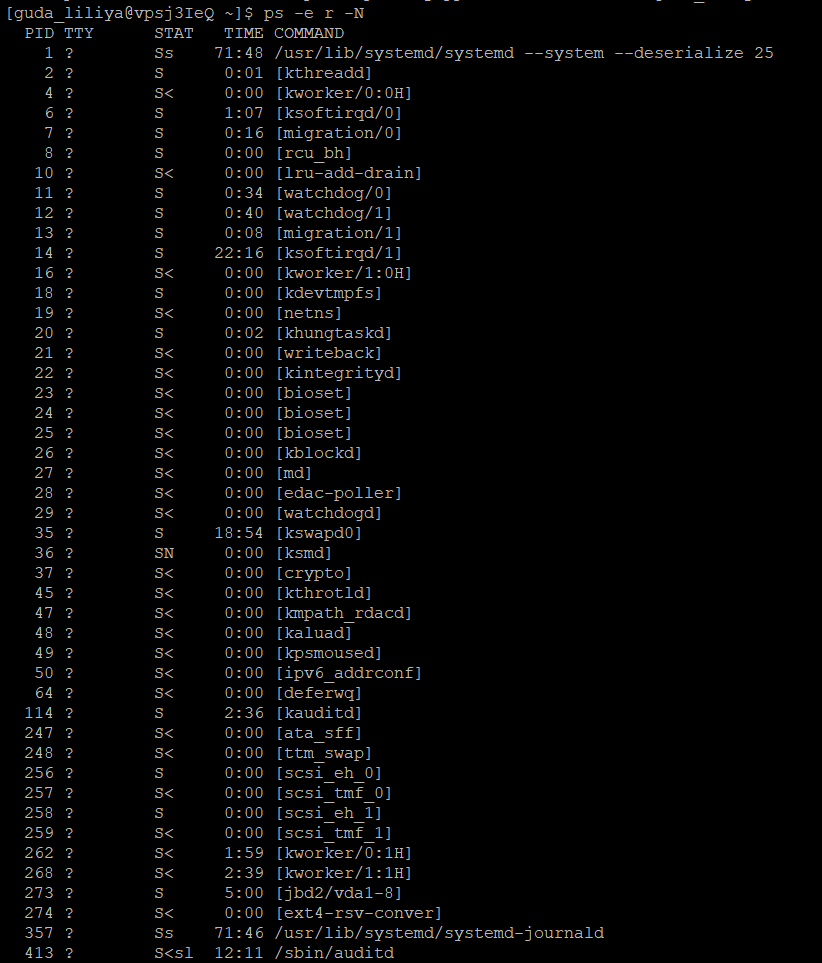 [guda_liliya@vpsj3IeQ ~]$ ps -e r -N
  PID TTY      STAT   TIME COMMAND
    1 ?        Ss    71:48 /usr/lib/systemd/systemd --system --deserialize 25
    2 ?        S      0:01 [kthreadd]
    4 ?        S<     0:00 [kworker/0:0H]
    6 ?        S      1:07 [ksoftirqd/0]
    7 ?        S      0:16 [migration/0]
    8 ?        S      0:00 [rcu_bh]
   10 ?        S<     0:00 [lru-add-drain]
   11 ?        S      0:34 [watchdog/0]
   12 ?        S      0:40 [watchdog/1]
   13 ?        S      0:08 [migration/1]
   14 ?        S     22:16 [ksoftirqd/1]
   16 ?        S<     0:00 [kworker/1:0H]
   18 ?        S      0:00 [kdevtmpfs]
   19 ?        S<     0:00 [netns]
   20 ?        S      0:02 [khungtaskd]
   21 ?        S<     0:00 [writeback]
   22 ?        S<     0:00 [kintegrityd]
   23 ?        S<     0:00 [bioset]
   24 ?        S<     0:00 [bioset]
   25 ?        S<     0:00 [bioset]
   26 ?        S<     0:00 [kblockd]
   27 ?        S<     0:00 [md]
   28 ?        S<     0:00 [edac-poller]
   29 ?        S<     0:00 [watchdogd]
   35 ?        S     18:54 [kswapd0]
   36 ?        SN     0:00 [ksmd]
   37 ?        S<     0:00 [crypto]
   45 ?        S<     0:00 [kthrotld]
   47 ?        S<     0:00 [kmpath_rdacd]
   48 ?        S<     0:00 [kaluad]
   49 ?        S<     0:00 [kpsmoused]
   50 ?        S<     0:00 [ipv6_addrconf]
   64 ?        S<     0:00 [deferwq]
  114 ?        S      2:36 [kauditd]
  247 ?        S<     0:00 [ata_sff]
  248 ?        S<     0:00 [ttm_swap]
  256 ?        S      0:00 [scsi_eh_0]
  257 ?        S<     0:00 [scsi_tmf_0]
  258 ?        S      0:00 [scsi_eh_1]
  259 ?        S<     0:00 [scsi_tmf_1]
  262 ?        S<     1:59 [kworker/0:1H]
  268 ?        S<     2:39 [kworker/1:1H]
  273 ?        S      5:00 [jbd2/vda1-8]
  274 ?        S<     0:00 [ext4-rsv-conver]
  357 ?        Ss    71:46 /usr/lib/systemd/systemd-journald
  413 ?        S<sl  12:11 /sbin/auditd